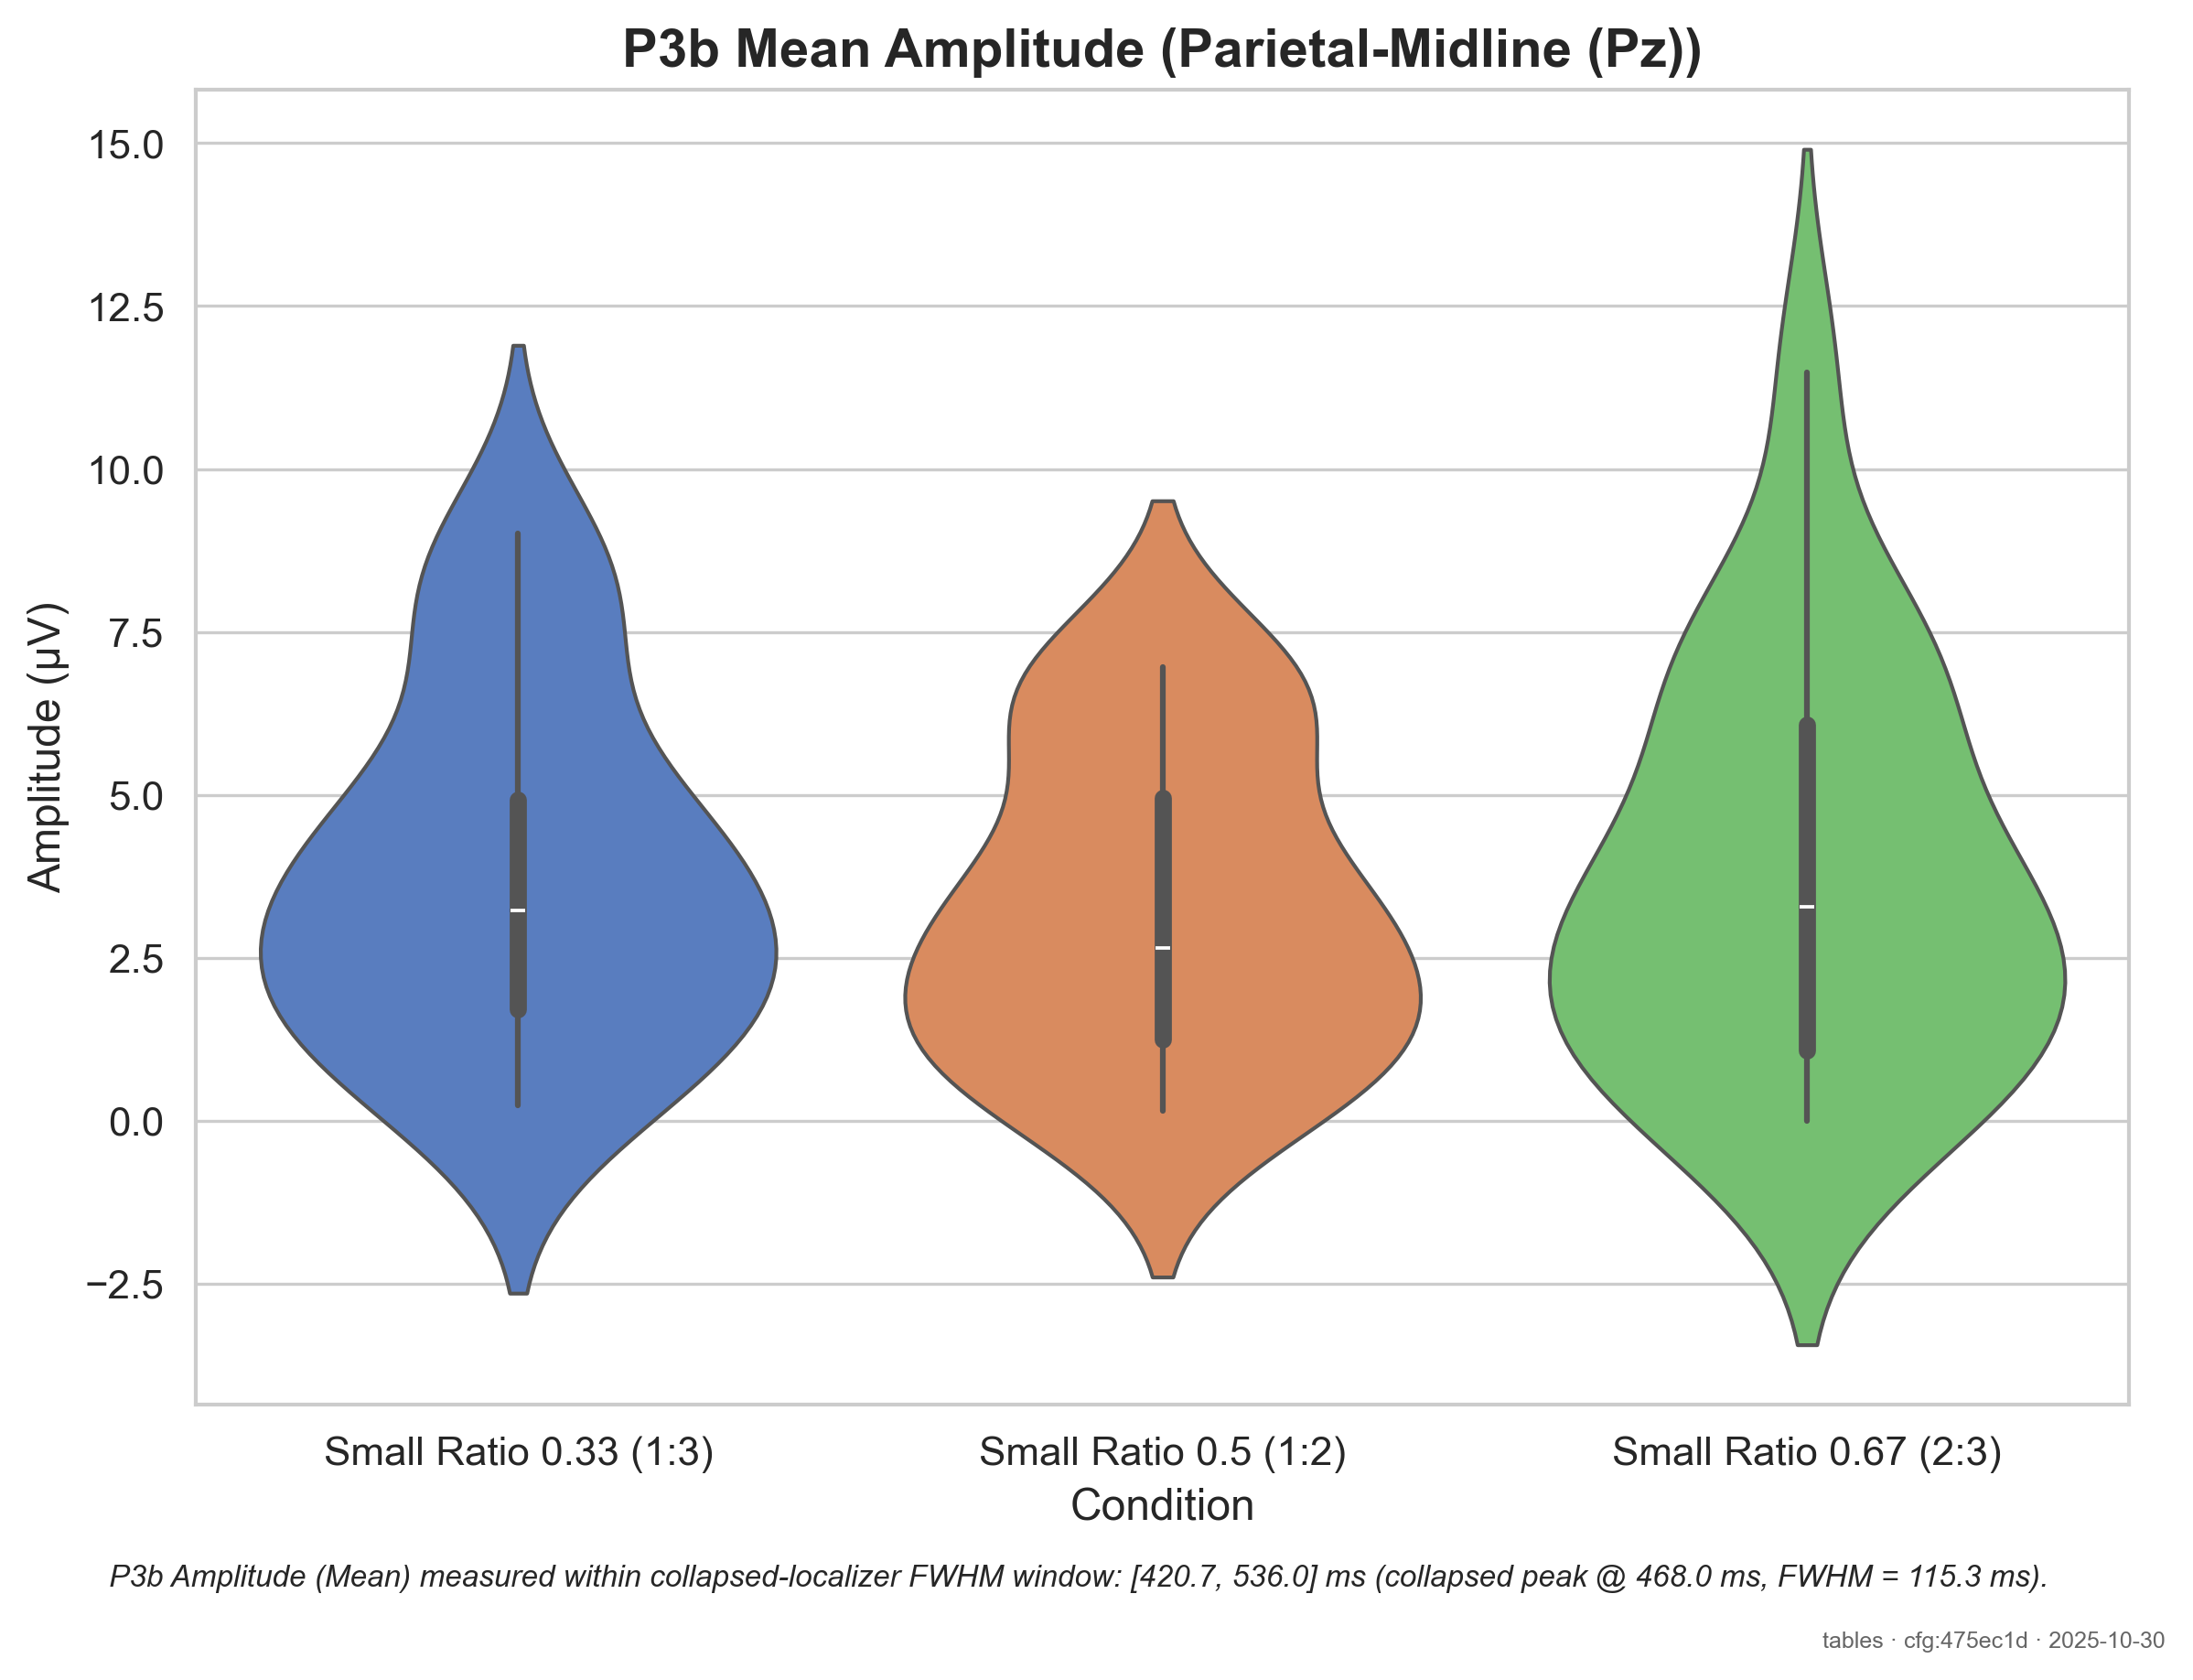 P3b Mean Amplitude (Parietal-Midline (Pz))
15.0
12.5
10.0
7.5
5.0
2.5
0.0
−2.5
Amplitude (µV)
Small Ratio 0.33 (1:3)
Small Ratio 0.5 (1:2)
Small Ratio 0.67 (2:3)
Condition
P3b Amplitude (Mean) measured within collapsed-localizer FWHM window: [420.7, 536.0] ms (collapsed peak @ 468.0 ms, FWHM = 115.3 ms).
tables · cfg:475ec1d · 2025-10-30